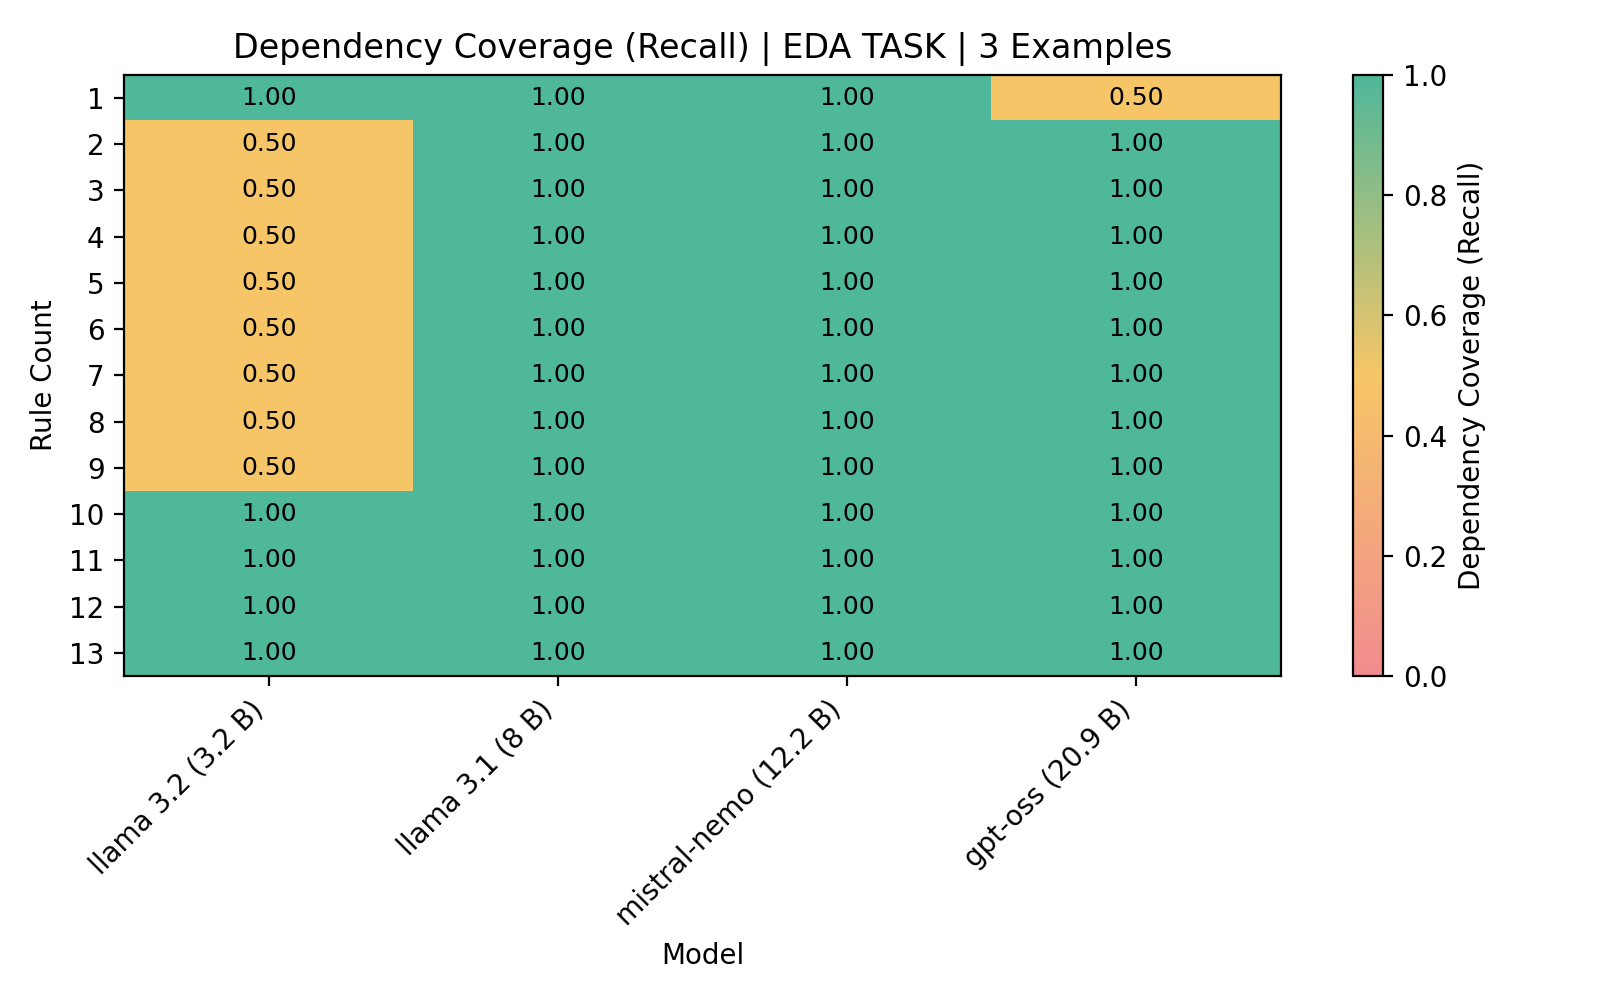 Dependency Coverage (Recall) | EDA TASK | 3 Examples
Rule Count
1 1.00 1.00 1.00 0.50
2 0.50 1.00 1.00 1.00
3 0.50 1.00 1.00 1.00
4 0.50 1.00 1.00 1.00
5 0.50 1.00 1.00 1.00
6 0.50 1.00 1.00 1.00
7 0.50 1.00 1.00 1.00
8 0.50 1.00 1.00 1.00
9 0.50 1.00 1.00 1.00
10 1.00 1.00 1.00 1.00
11 1.00 1.00 1.00 1.00
12 1.00 1.00 1.00 1.00
13 1.00 1.00 1.00 1.00
llama 3.2 (3.2 B)
llama 3.1 (8 B)
mistral-nemo (12.2 B)
gpt-oss (20.9 B)
Model
1.0
0.8
0.6
0.4
0.2
0.0
Dependency Coverage (Recall)